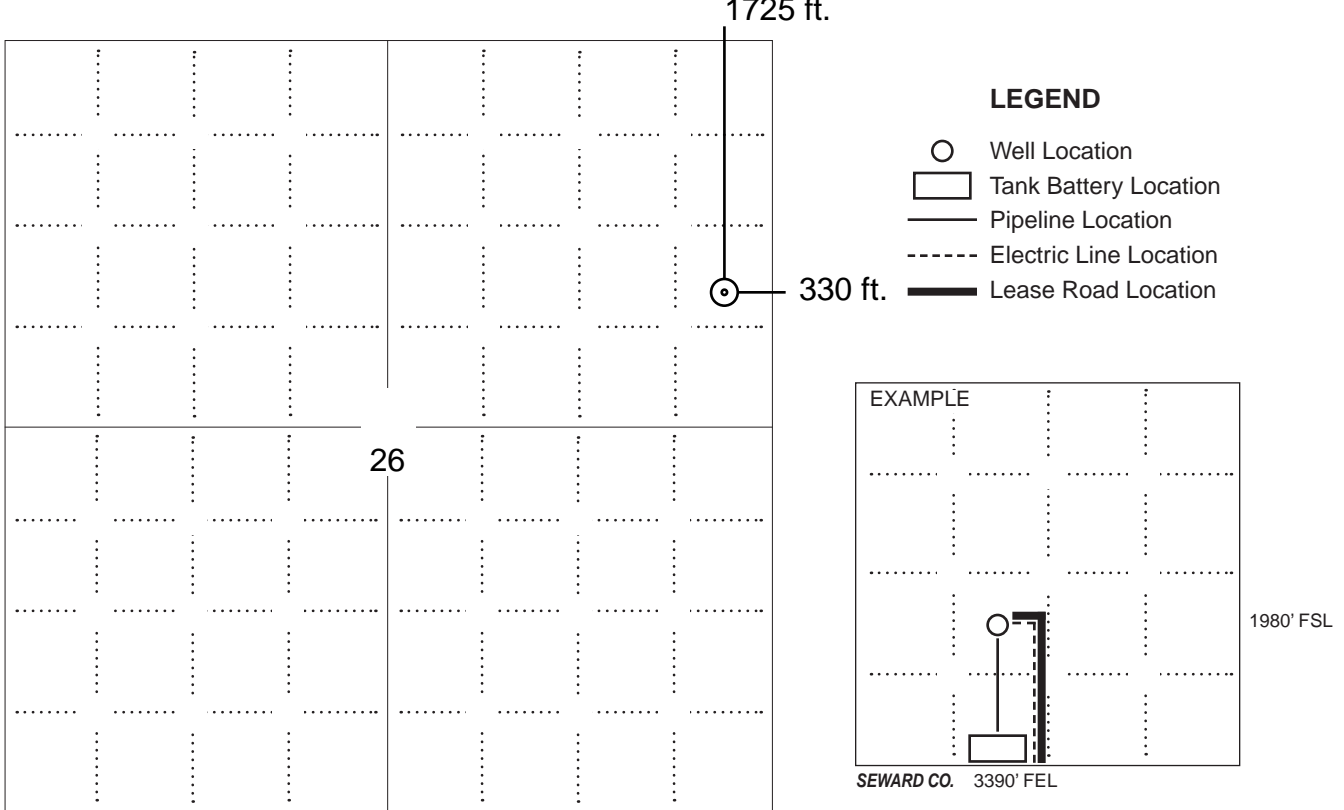 1725 ft.
LEGEND
Well Location
Tank Battery Location
Pipeline Location
Electric Line Location
330 ft.
Lease Road Location
EXAMPLE
26
1980' FSL
SEWARD CO. 3390' FEL